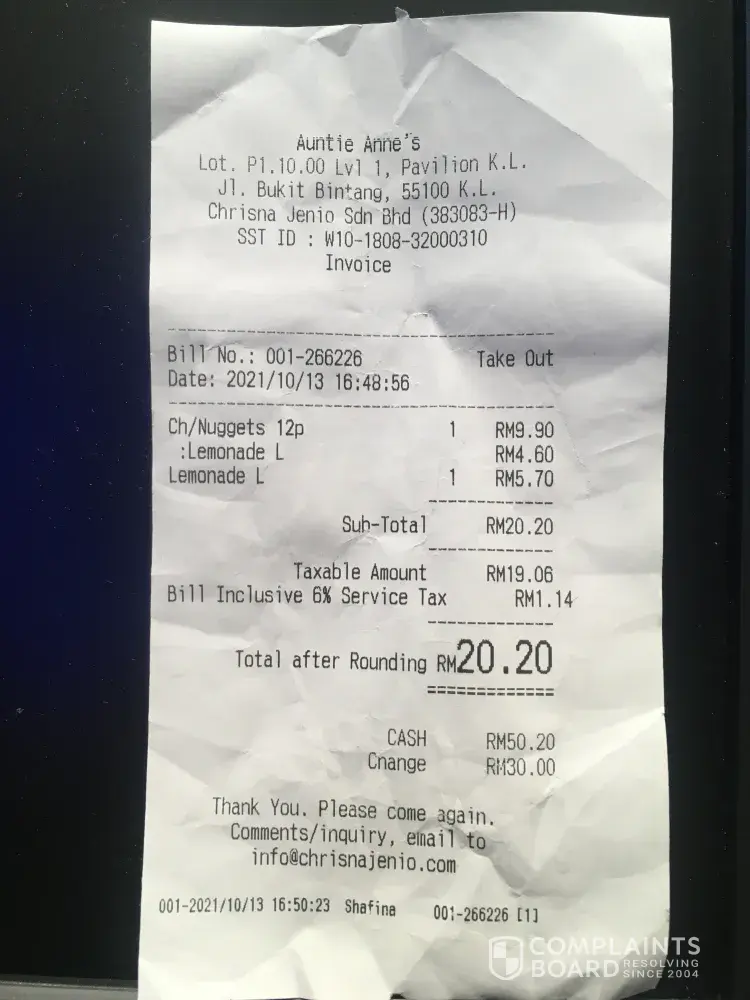 Auntie Anne's
Lot. P1.10.00 Lvl 1, Pavilion K.L.
Jl. Bukit Bintang, 55100 K.L.
Chrisna Jenio Sdn Bhd (383083-H)
SST ID : W10-1808-32000310
Invoice
Bill No.: 001-266226 Take Out
Date: 2021/10/13 16:48:56
Ch/Nuggets 12p 1 RM9.90
:Lemonade L RM4.60
Lemonade L 1 RM5.70
Sub-Total RM20.20
Taxable Amount RM19.06
Bill Inclusive 6% Service Tax RM1.14
Total after Rounding RM20.20
CASH RM50.20
Change RM30.00
Thank You. Please come again.
Comments/inquiry, email to
info@chrisnajenio.com
001-2021/10/13 16:50:23 Shafina 001-266226 [1]
COMPLAINTS
BOARD RESOLVING
SINCE 2004